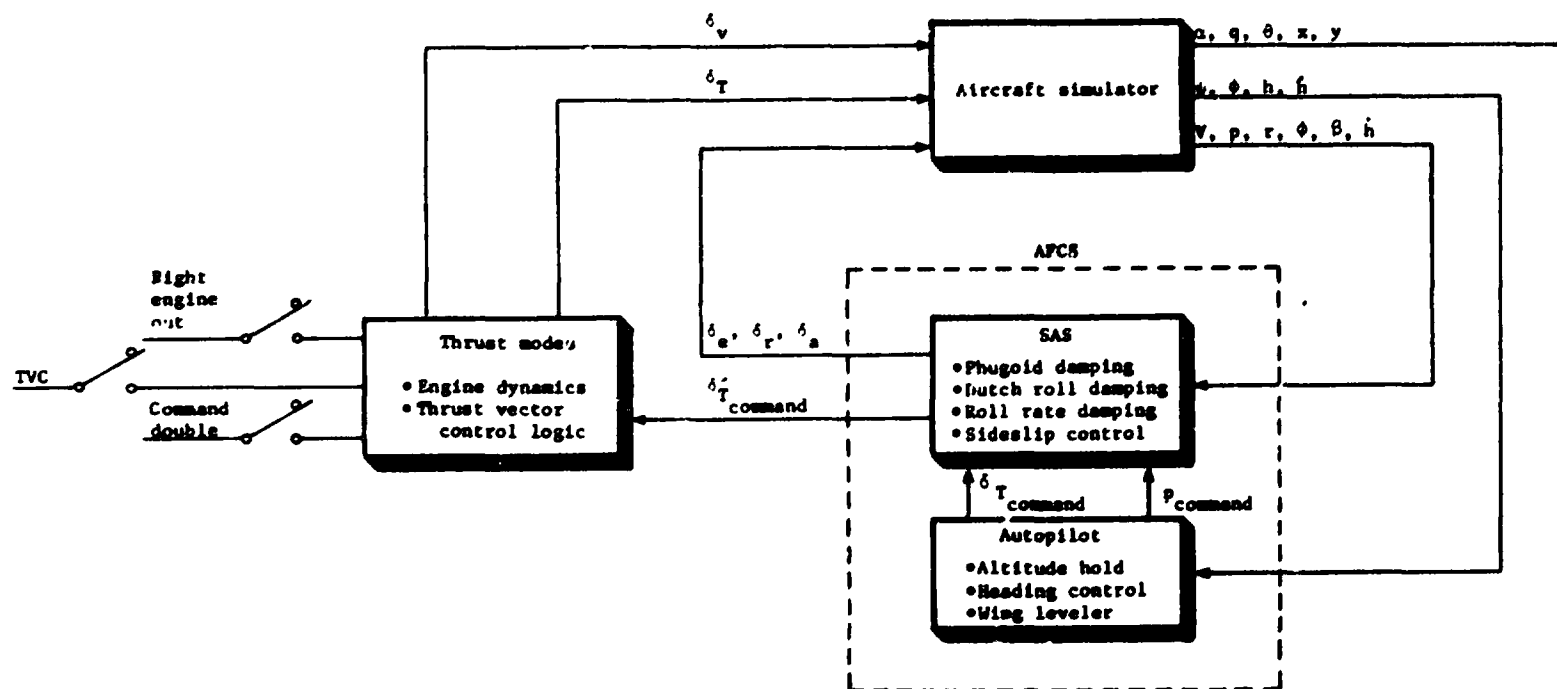 δv
δT
Aircraft simulator
α, q, θ, x, y
ψ, ϕ, h, ḣ
V, p, r, ϕ, β, ḣ
AFCS
Right
engine
out
TVC
Command
double
Thrust modes
•Engine dynamics
•Thrust vector
control logic
δe, δr, δa
δ'T command
SAS
•Phugoid damping
•Dutch roll damping
•Roll rate damping
•Sideslip control
δT command
P command
Autopilot
•Altitude hold
•Heading control
•Wing leveler